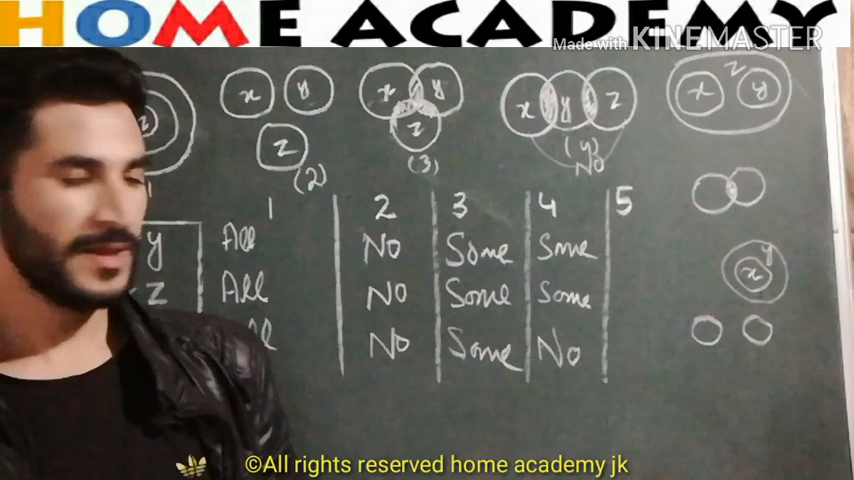 HOME ACADEMY
Made with KINEMASTER
x y x y x y z z x y
z
z z (y)
(2) (3) No
1 2 3 4 5
y All No Some Some
z All No Some Some y
x
No Some No
©All rights reserved home academy jk